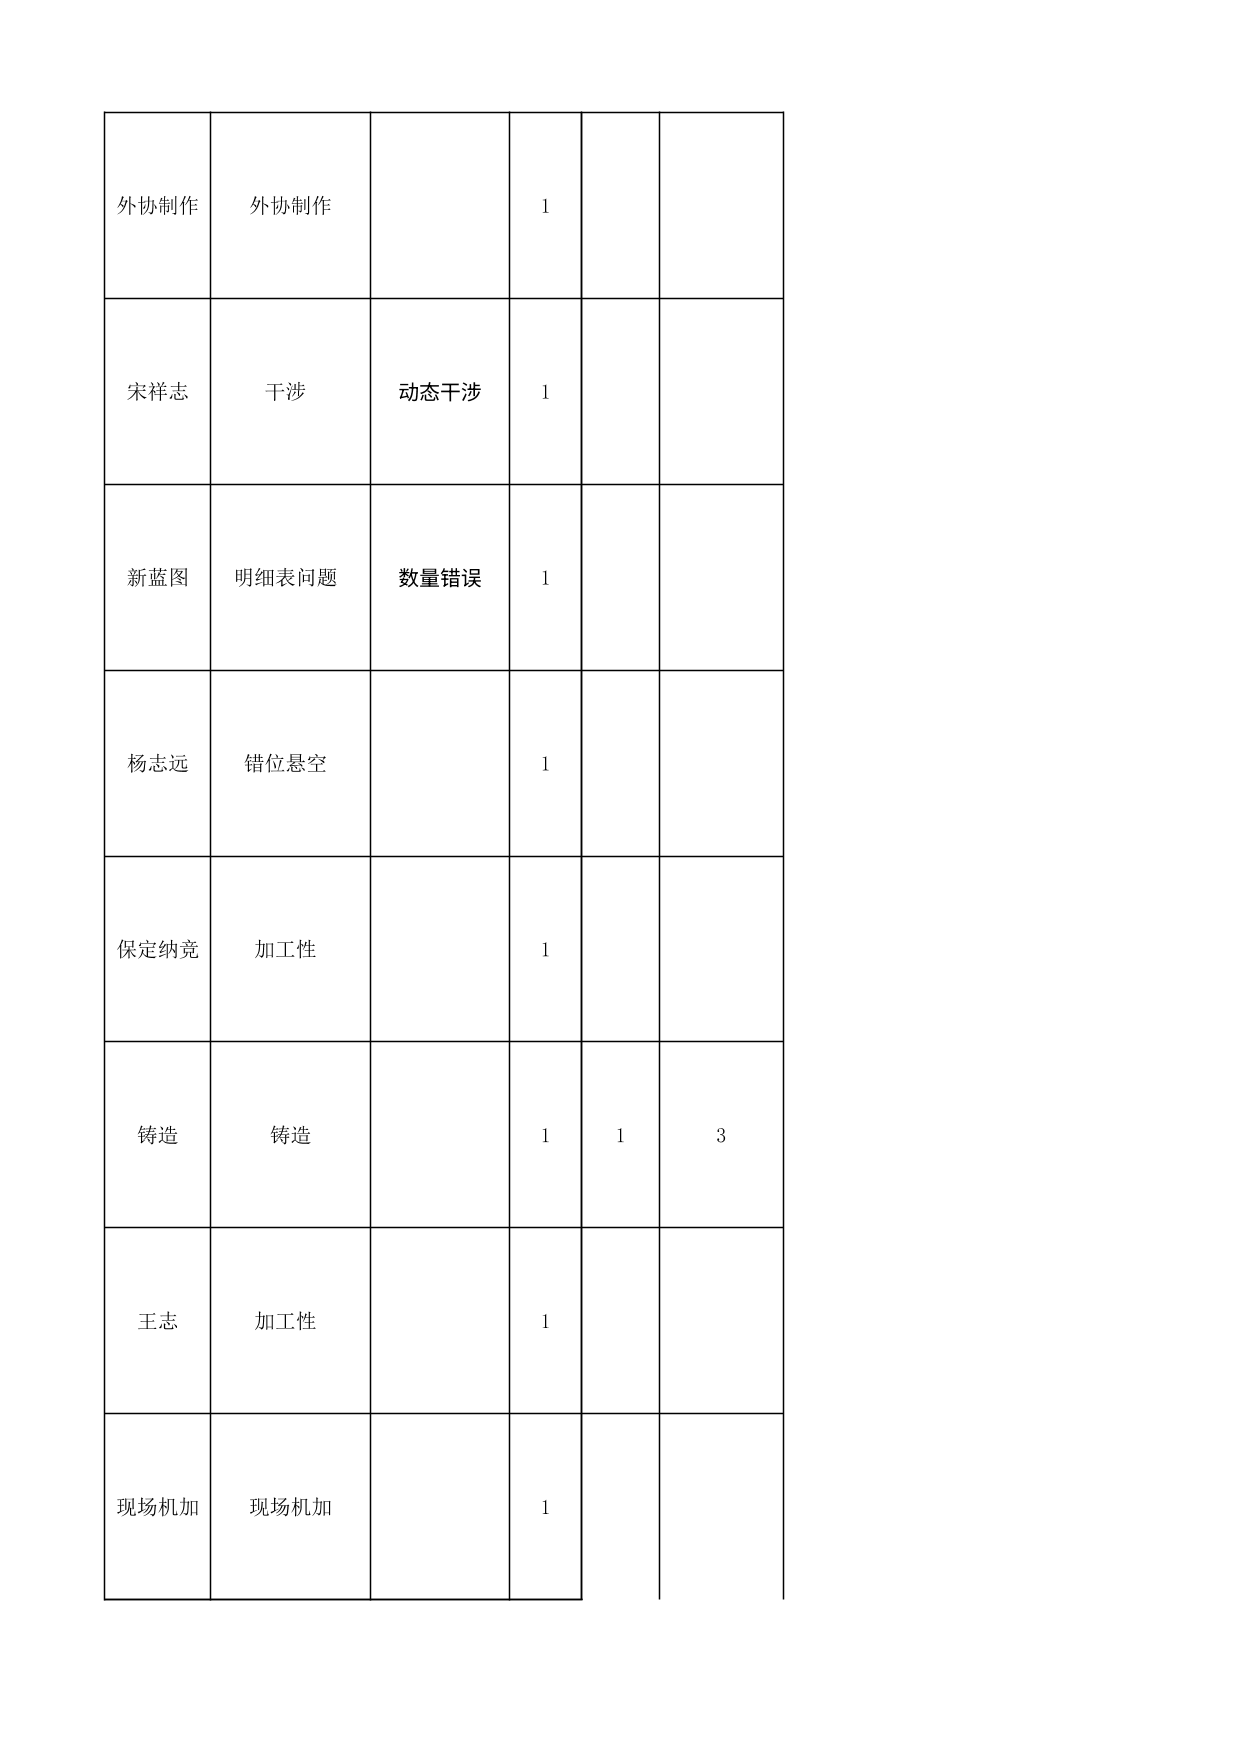 外协制作 外协制作 1
宋祥志 干涉 动态干涉 1
新蓝图 明细表问题 数量错误 1
杨志远 错位悬空 1
保定纳竞 加工性 1
铸造 铸造 1 1 3
王志 加工性 1
现场机加 现场机加 1